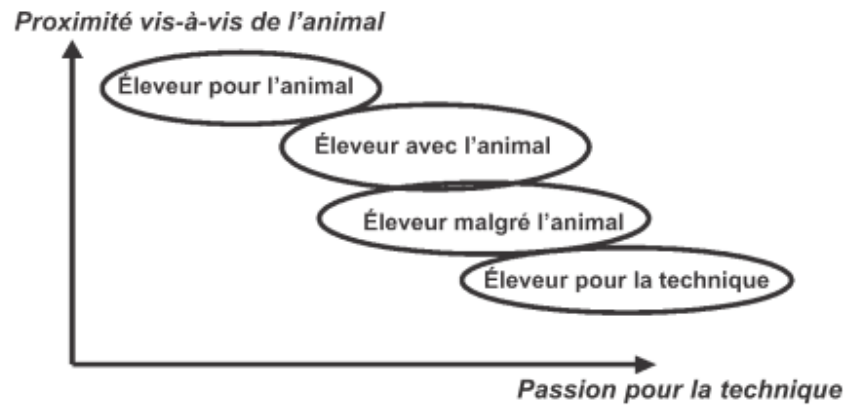 Proximité vis-à-vis de l'animal
Éleveur pour l'animal
Éleveur avec l'animal
Éleveur malgré l'animal
Éleveur pour la technique
Passion pour la technique